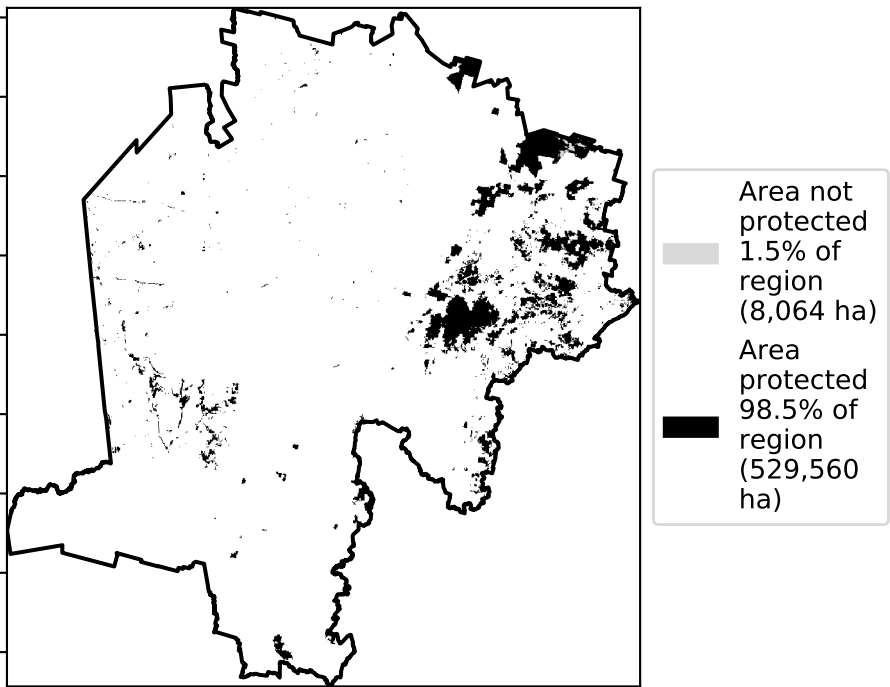 Area not
protected
1.5% of
region
(8,064 ha)
Area
protected
98.5% of
region
(529,560
ha)